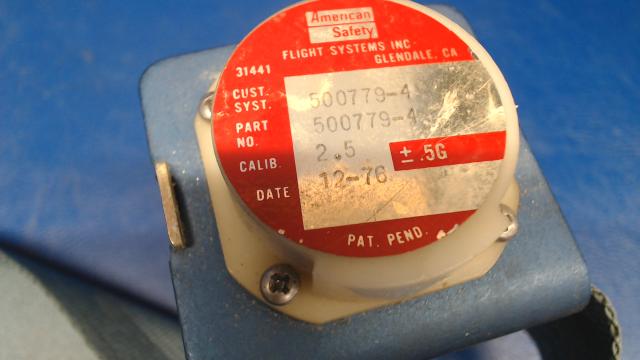 American
Safety
FLIGHT SYSTEMS INC
GLENDALE, CA
31441
CUST. SYST. 500779-4
PART NO. 500779-4
CALIB. 2.5 ± .5G
DATE 12-76
PAT. PEND.